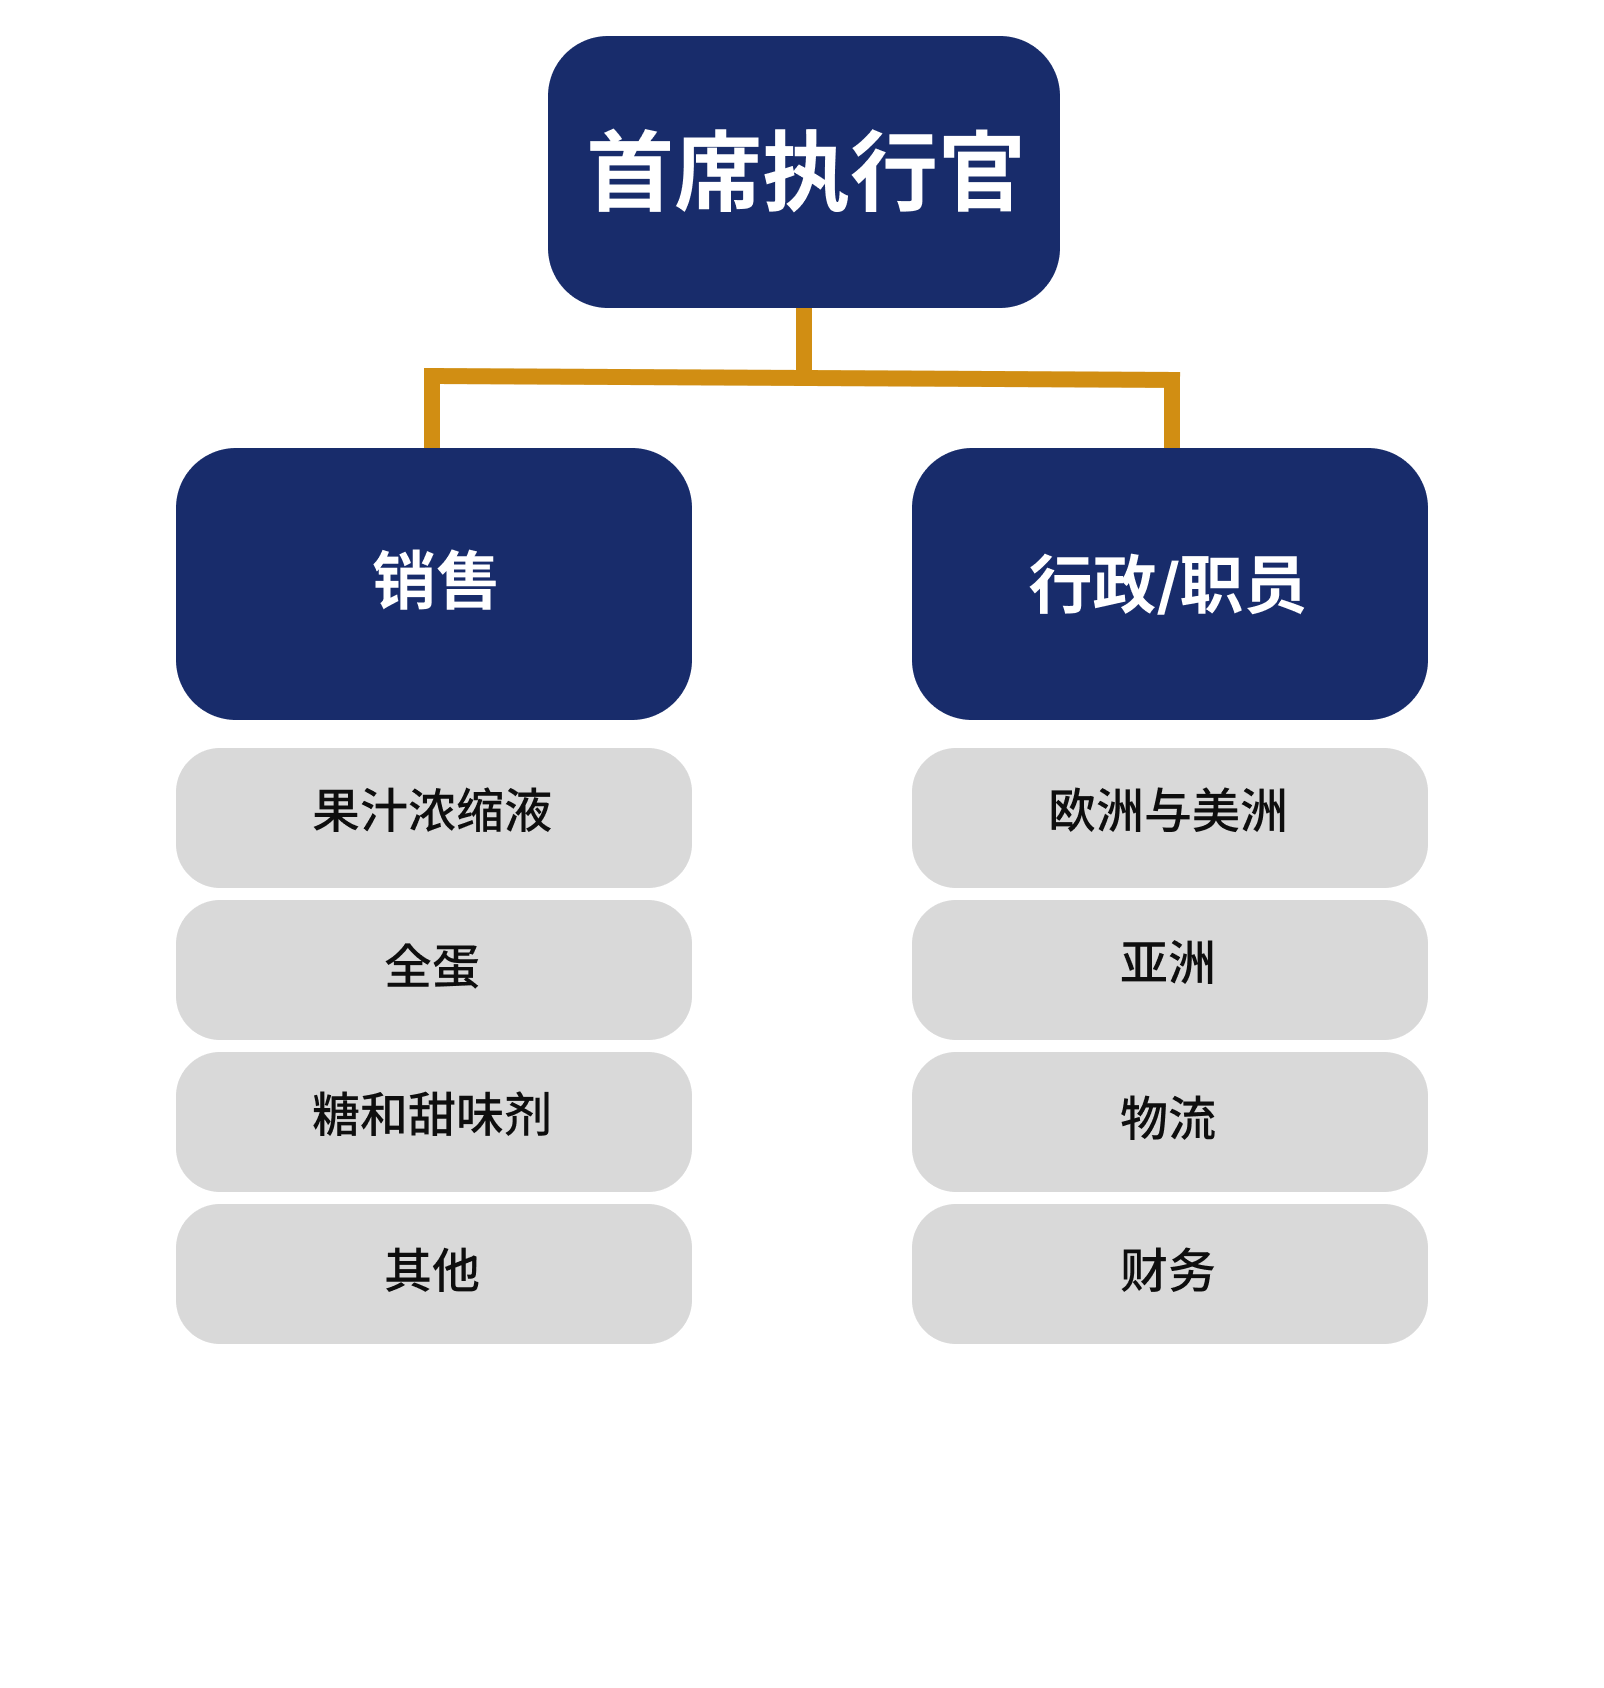 首席执行官
销售
行政/职员
果汁浓缩液
欧洲与美洲
全蛋
亚洲
糖和甜味剂
物流
其他
财务